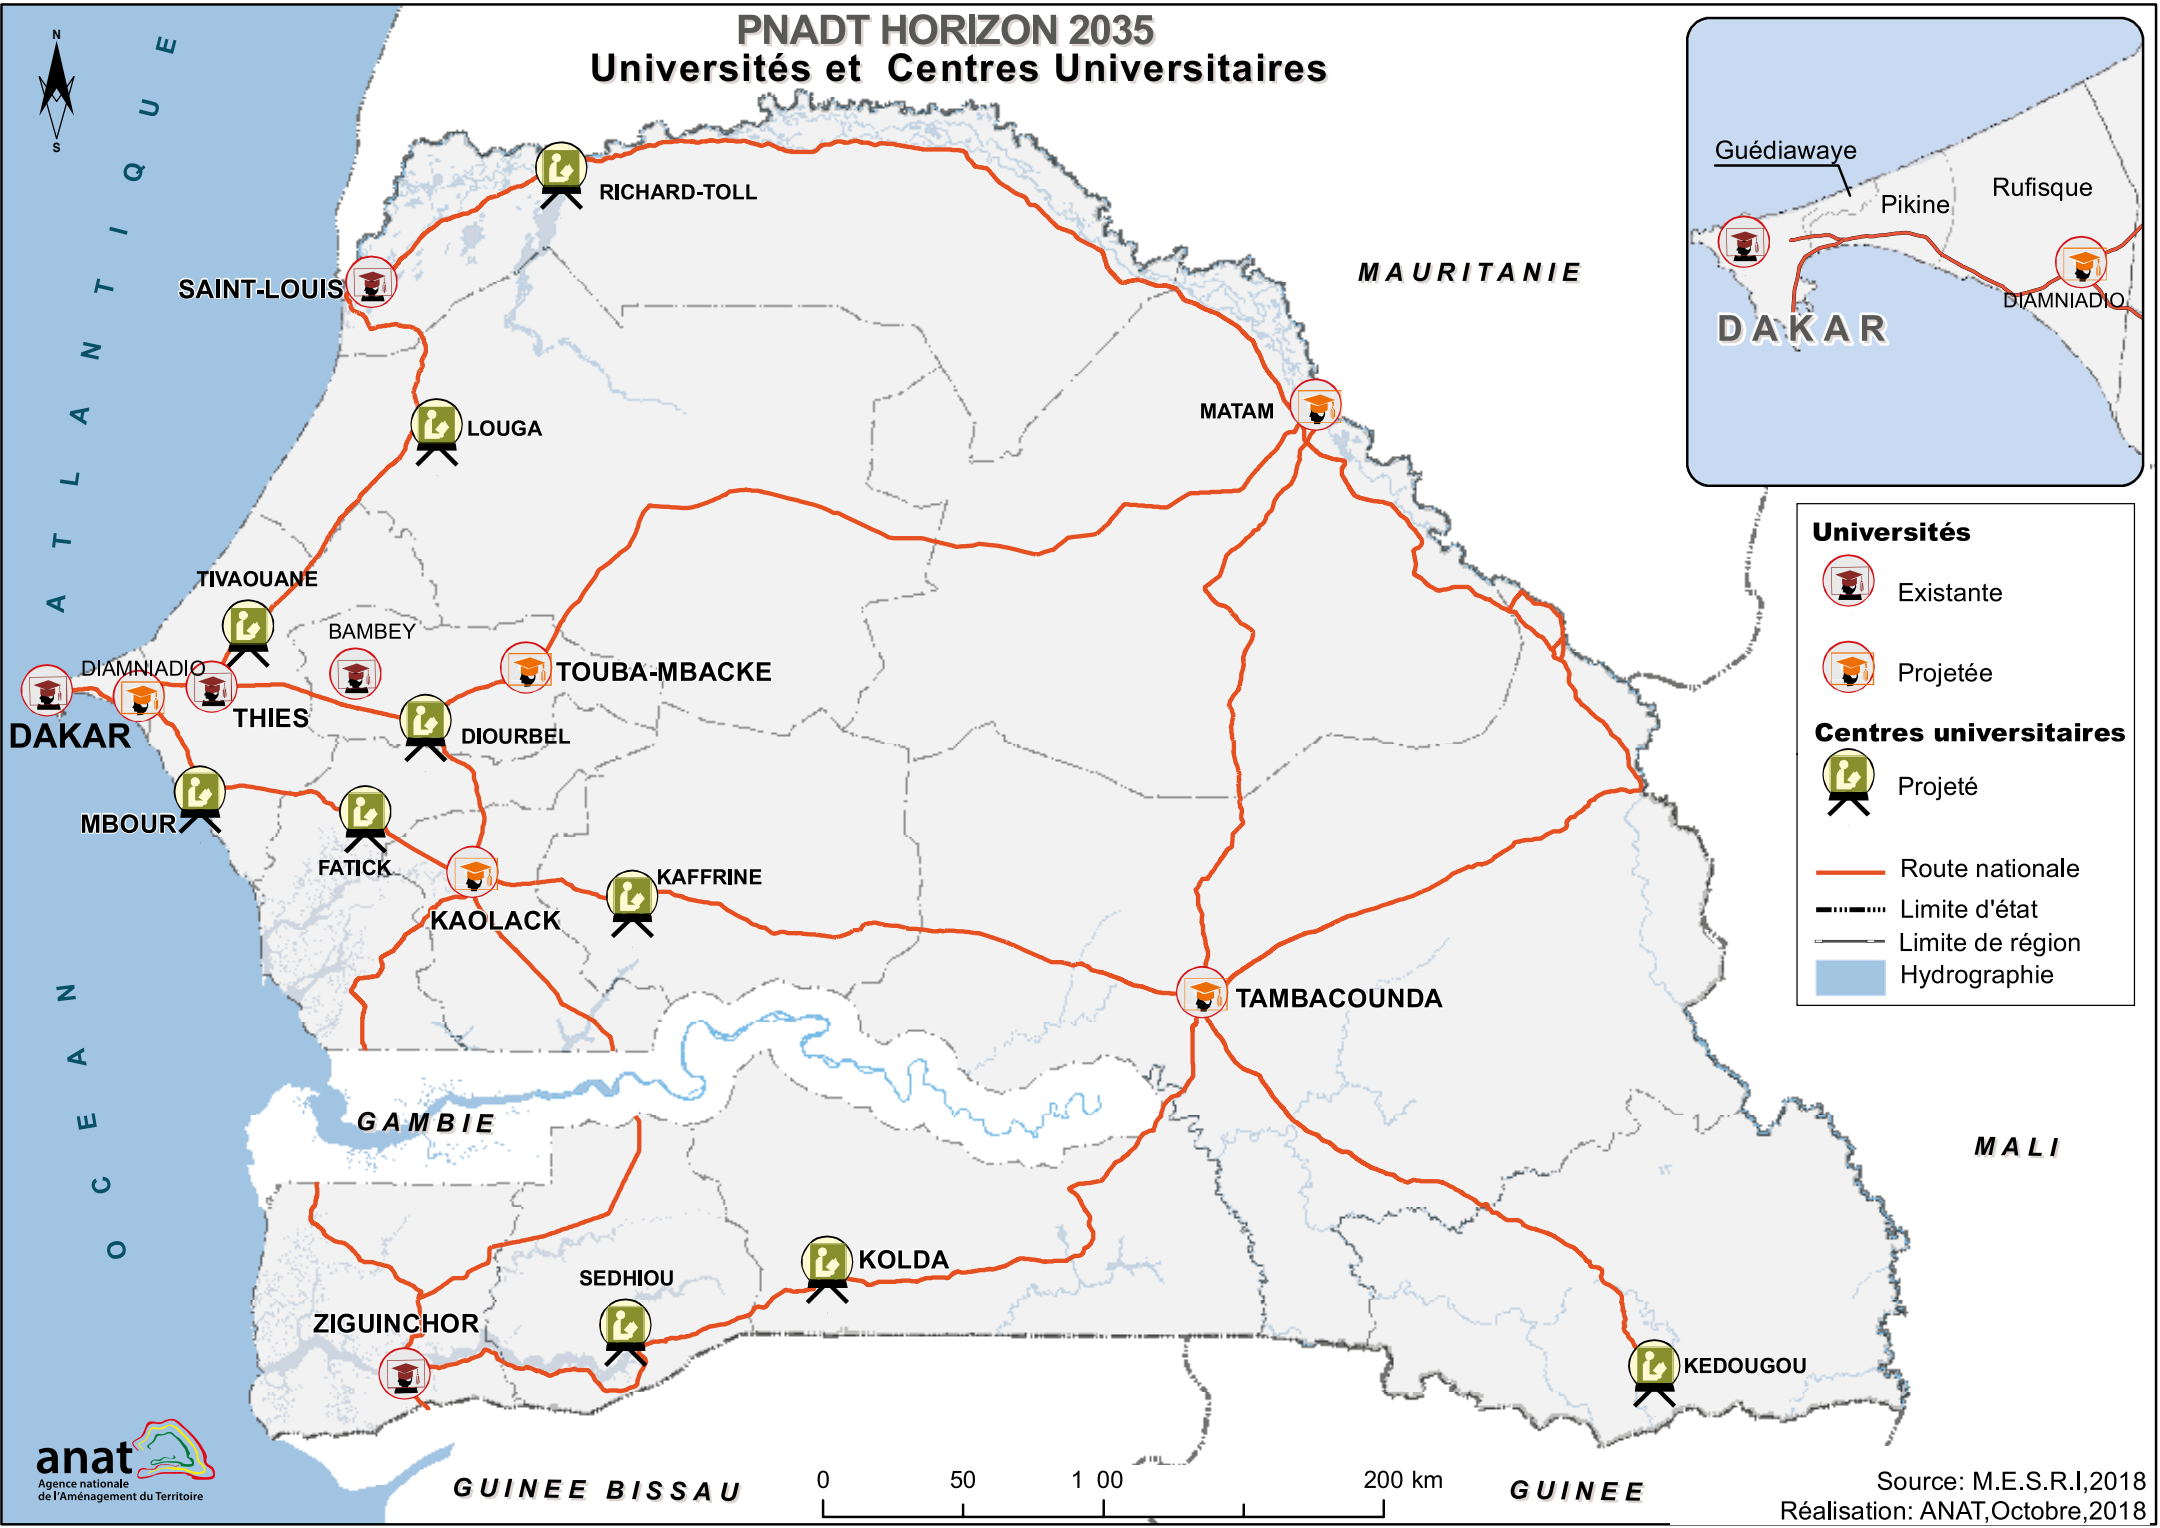 PNADT HORIZON 2035
Universités et Centres Universitaires
N
S
OCEAN ATLANTIQUE
RICHARD-TOLL
SAINT-LOUIS
LOUGA
MATAM
MAURITANIE
TIVAOUANE
BAMBEY
DIAMNIADIO
TOUBA-MBACKE
THIES
DAKAR
DIOURBEL
MBOUR
FATICK
KAFFRINE
KAOLACK
TAMBACOUNDA
GAMBIE
MALI
KOLDA
SEDHIOU
ZIGUINCHOR
KEDOUGOU
GUINEE BISSAU
GUINEE
Guédiawaye
Pikine
Rufisque
DIAMNIADIO
DAKAR
Universités
Existante
Projetée
Centres universitaires
Projeté
Route nationale
Limite d'état
Limite de région
Hydrographie
anat
Agence nationale
de l'Aménagement du Territoire
0 50 1 00 200 km
Source: M.E.S.R.I,2018
Réalisation: ANAT,Octobre,2018